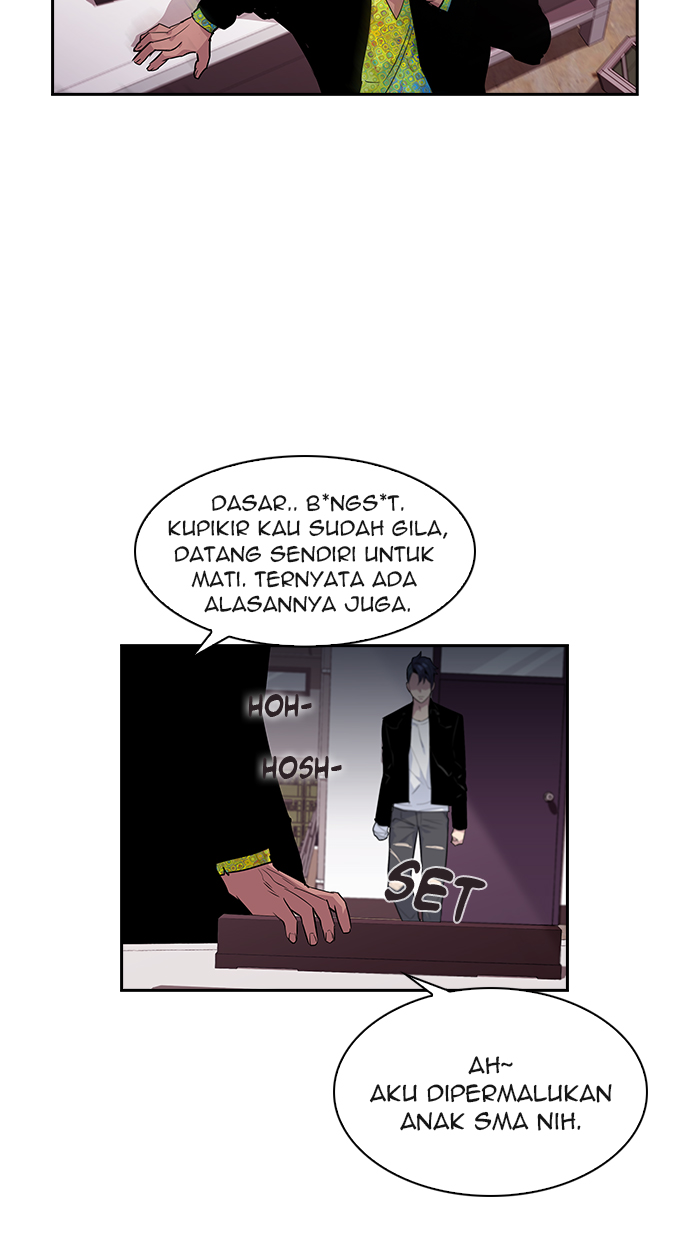 DASAR.. B*NGS*T.
KUPIKIR KAU SUDAH GILA,
DATANG SENDIRI UNTUK
MATI. TERNYATA ADA
ALASANNYA JUGA.
HOH-
HOSH-
SET
AH~
AKU DIPERMALUKAN
ANAK SMA NIH.